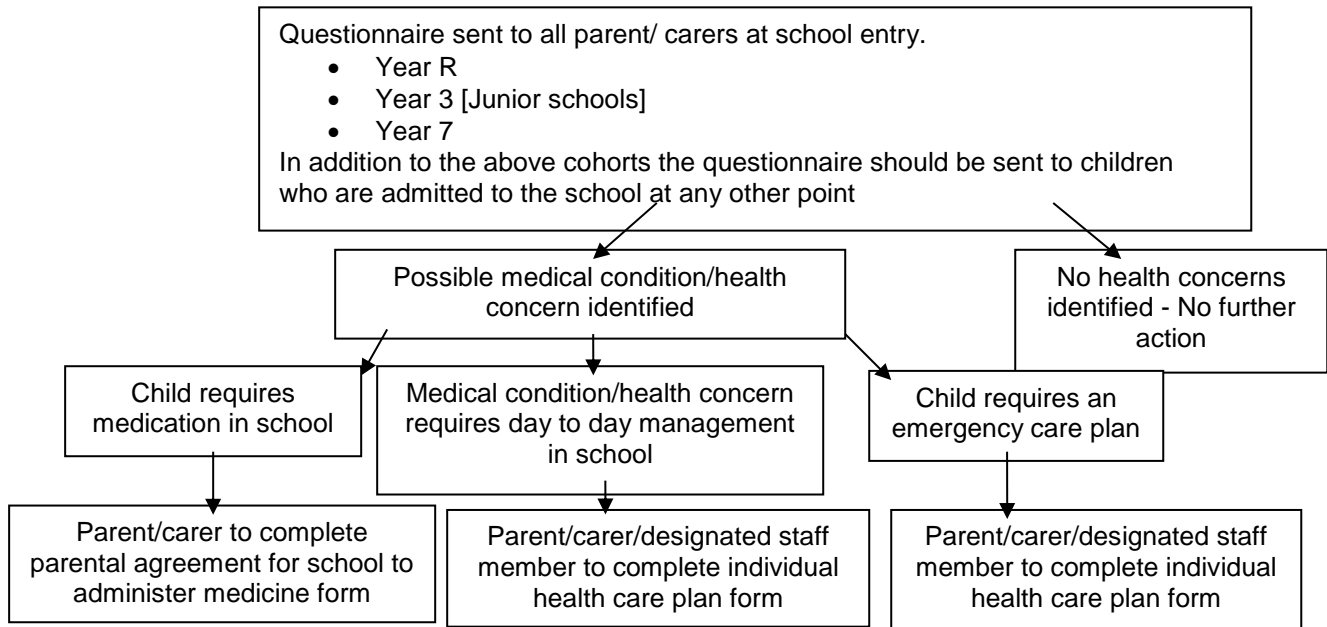 Questionnaire sent to all parent/ carers at school entry.
• Year R
• Year 3 [Junior schools]
• Year 7
In addition to the above cohorts the questionnaire should be sent to children
who are admitted to the school at any other point
Possible medical condition/health
concern identified
No health concerns
identified - No further
action
Child requires
medication in school
Medical condition/health concern
requires day to day management
in school
Child requires an
emergency care plan
Parent/carer to complete
parental agreement for school to
administer medicine form
Parent/carer/designated staff
member to complete individual
health care plan form
Parent/carer/designated staff
member to complete individual
health care plan form